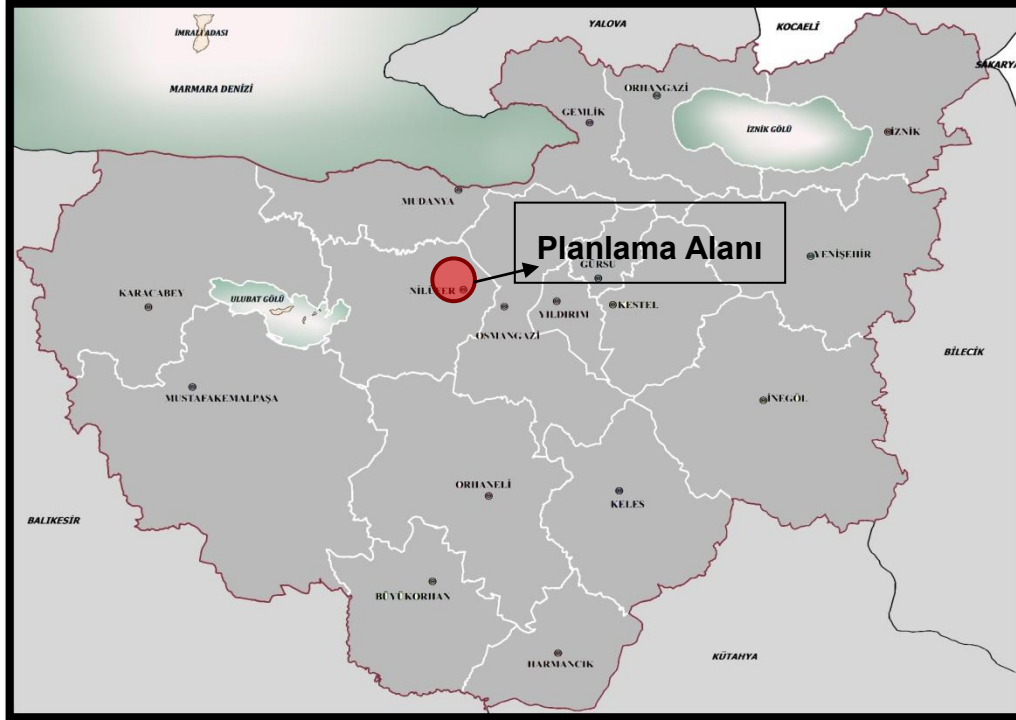 YALOVA
KOCAELİ
İMRALI ADASI
SAKARYA
MARMARA DENİZİ
ORHANGAZİ
GEMLİK
İZNİK GÖLÜ
İZNİK
MUDANYA
Planlama Alanı
GÜRSU
YENİŞEHİR
KARACABEY
ULUBAT GÖLÜ
NİLÜFER
YILDIRIM
KESTEL
OSMANGAZİ
BİLECİK
MUSTAFAKEMALPAŞA
İNEGÖL
ORHANELİ
KELES
BALIKESİR
BÜYÜKORHAN
HARMANCIK
KÜTAHYA